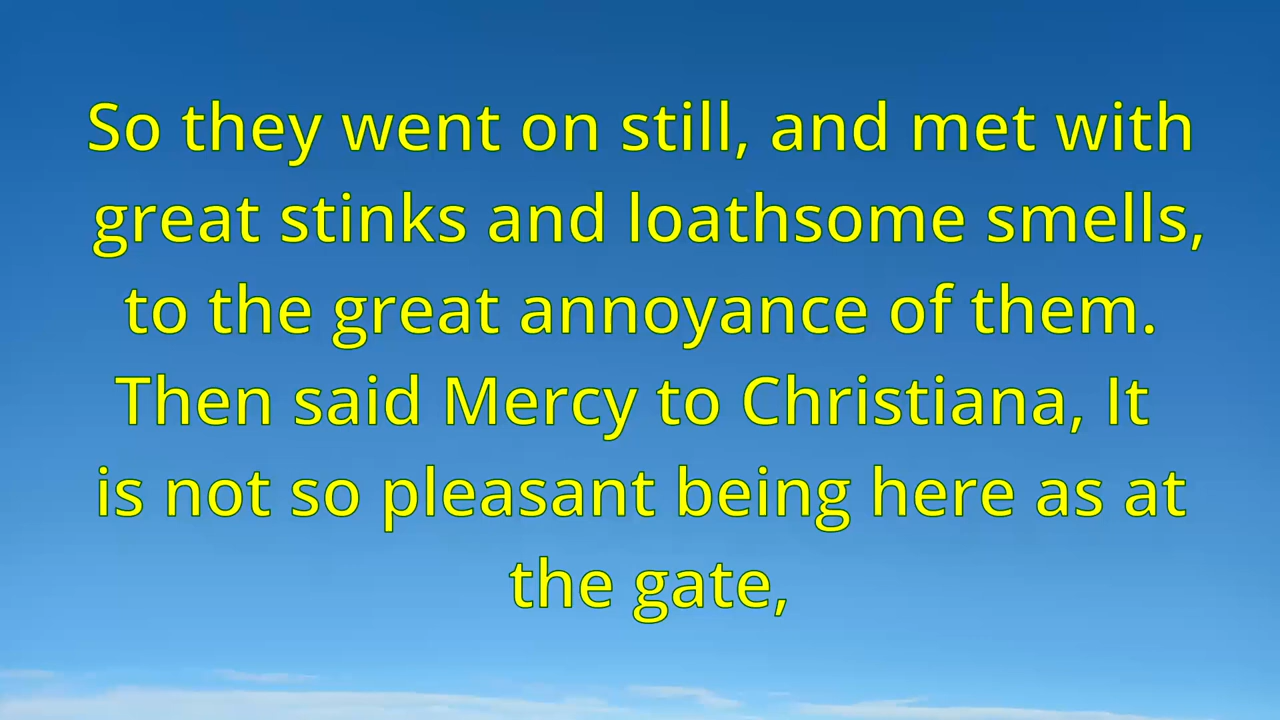 So they went on still, and met with
great stinks and loathsome smells,
to the great annoyance of them.
Then said Mercy to Christiana, It
is not so pleasant being here as at
the gate,